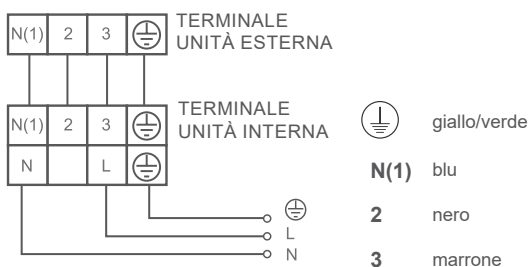 N(1) 2 3 TERMINALE
UNITÀ ESTERNA
N(1) 2 3 TERMINALE
UNITÀ INTERNA
N L
L
N
giallo/verde
N(1) blu
2 nero
3 marrone